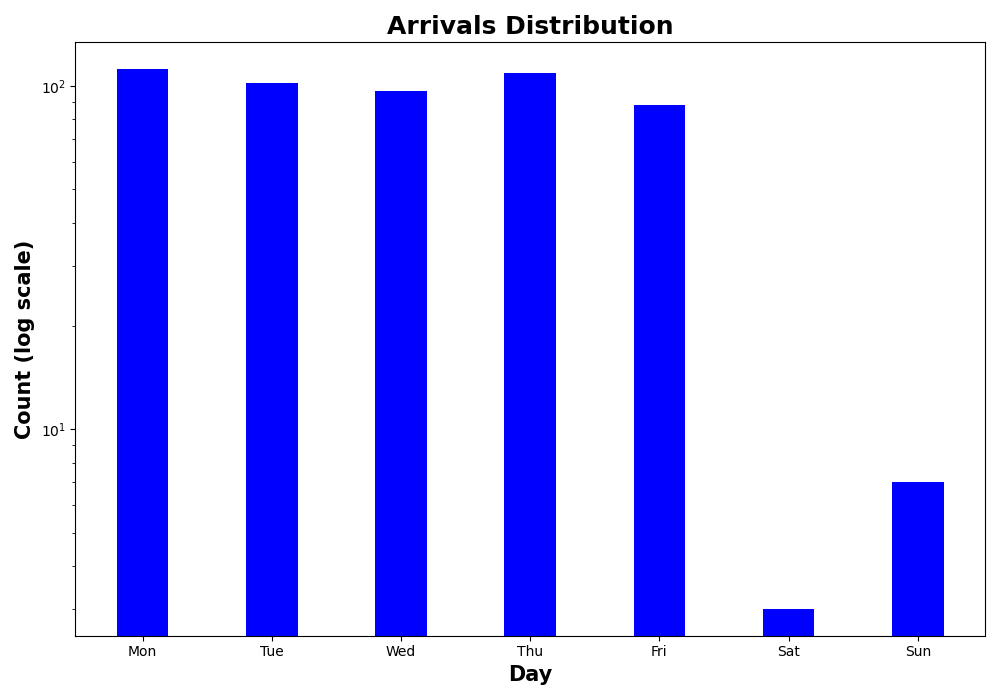 Arrivals Distribution
Count (log scale)
10²
10¹
Mon Tue Wed Thu Fri Sat Sun
Day